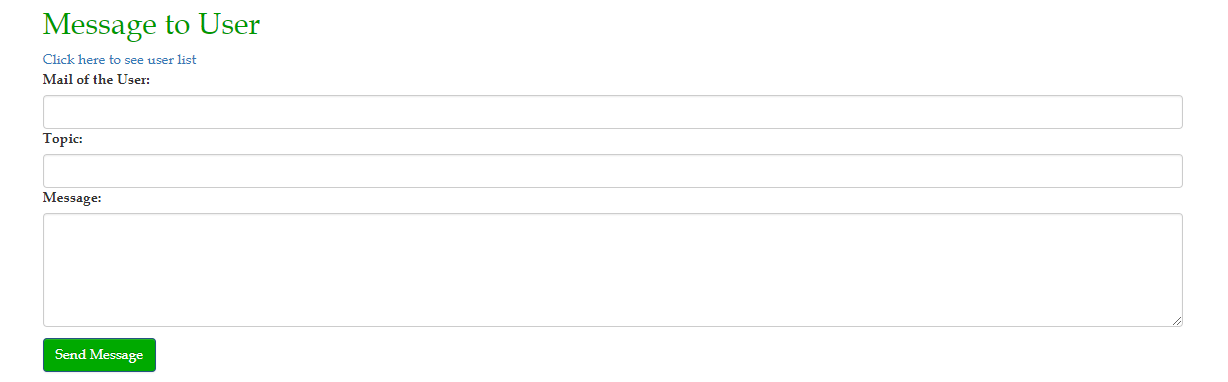 Message to User
Click here to see user list
Mail of the User:
Topic:
Message:
Send Message